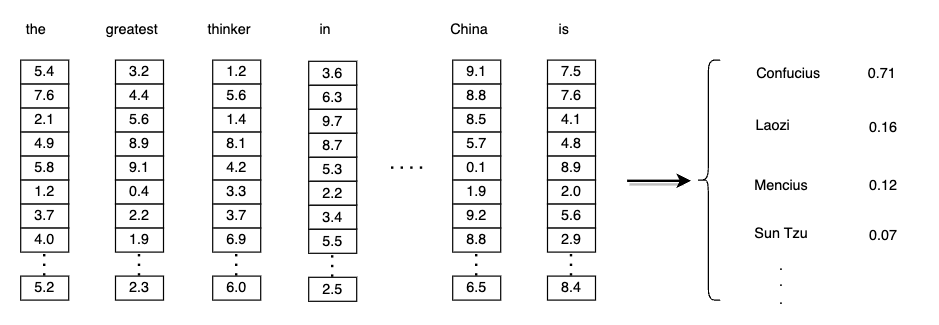 the greatest thinker in China is
5.4 3.2 1.2 3.6 9.1 7.5 Confucius 0.71
7.6 4.4 5.6 6.3 8.8 7.6
2.1 5.6 1.4 9.7 8.5 4.1 Laozi 0.16
4.9 8.9 8.1 8.7 5.7 4.8
5.8 9.1 4.2 5.3 .... 0.1 8.9
1.2 0.4 3.3 2.2 1.9 2.0 Mencius 0.12
3.7 2.2 3.7 3.4 9.2 5.6
4.0 1.9 6.9 5.5 8.8 2.9 Sun Tzu 0.07
5.2 2.3 6.0 2.5 6.5 8.4